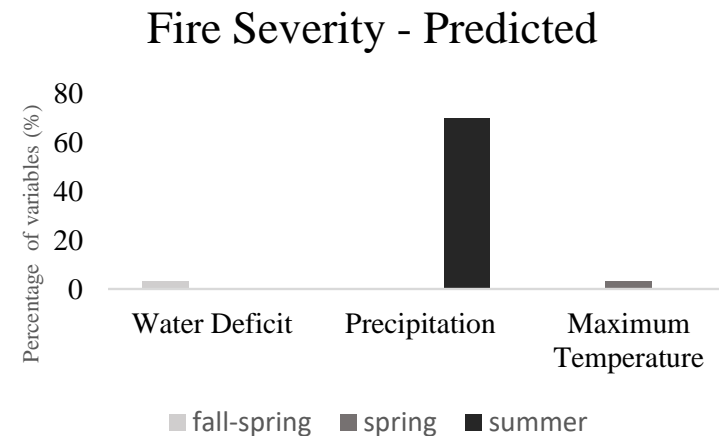 Fire Severity - Predicted
Percentage of variables (%)
80
60
40
20
0
Water Deficit
Precipitation
Maximum
Temperature
fall-spring
spring
summer